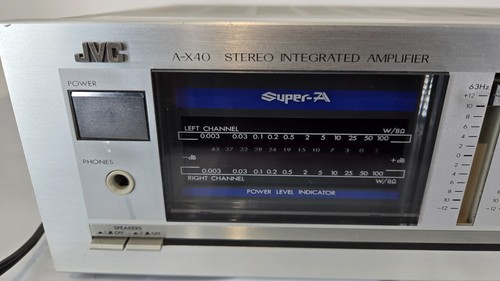 JVC
A-X40 STEREO INTEGRATED AMPLIFIER
POWER
63Hz
Super-A
+12
10
8
6
4
2
0
2
4
6
8
10
-12
LEFT CHANNEL W/8Ω
0.003 0.03 0.1 0.2 0.5 2 5 10 25 50 100
-dB +dB
0.003 0.03 0.1 0.2 0.5 2 5 10 25 50 100
RIGHT CHANNEL W/8Ω
POWER LEVEL INDICATOR
PHONES
SPEAKERS